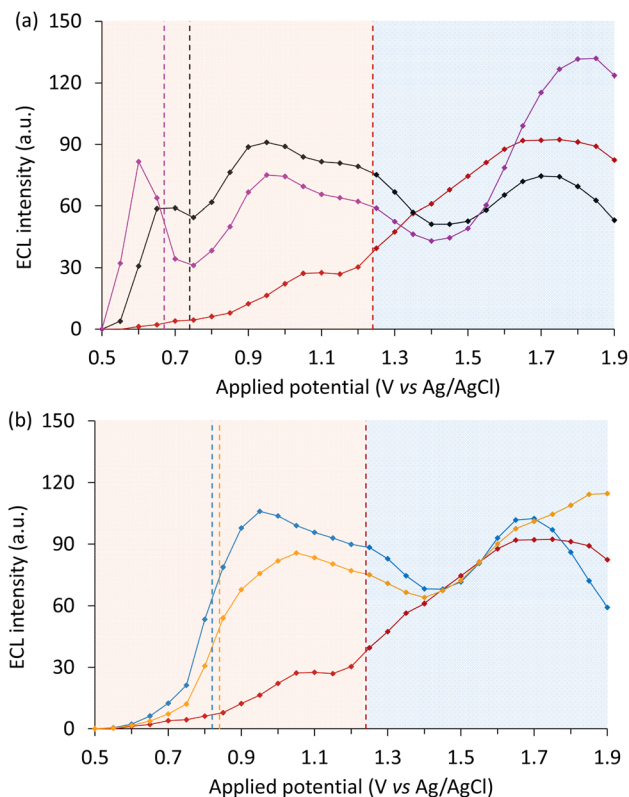 (a)
150
120
90
60
30
0
ECL intensity (a.u.)
0.5 0.7 0.9 1.1 1.3 1.5 1.7 1.9
Applied potential (V vs Ag/AgCl)
(b)
150
120
90
60
30
0
ECL intensity (a.u.)
0.5 0.7 0.9 1.1 1.3 1.5 1.7 1.9
Applied potential (V vs Ag/AgCl)